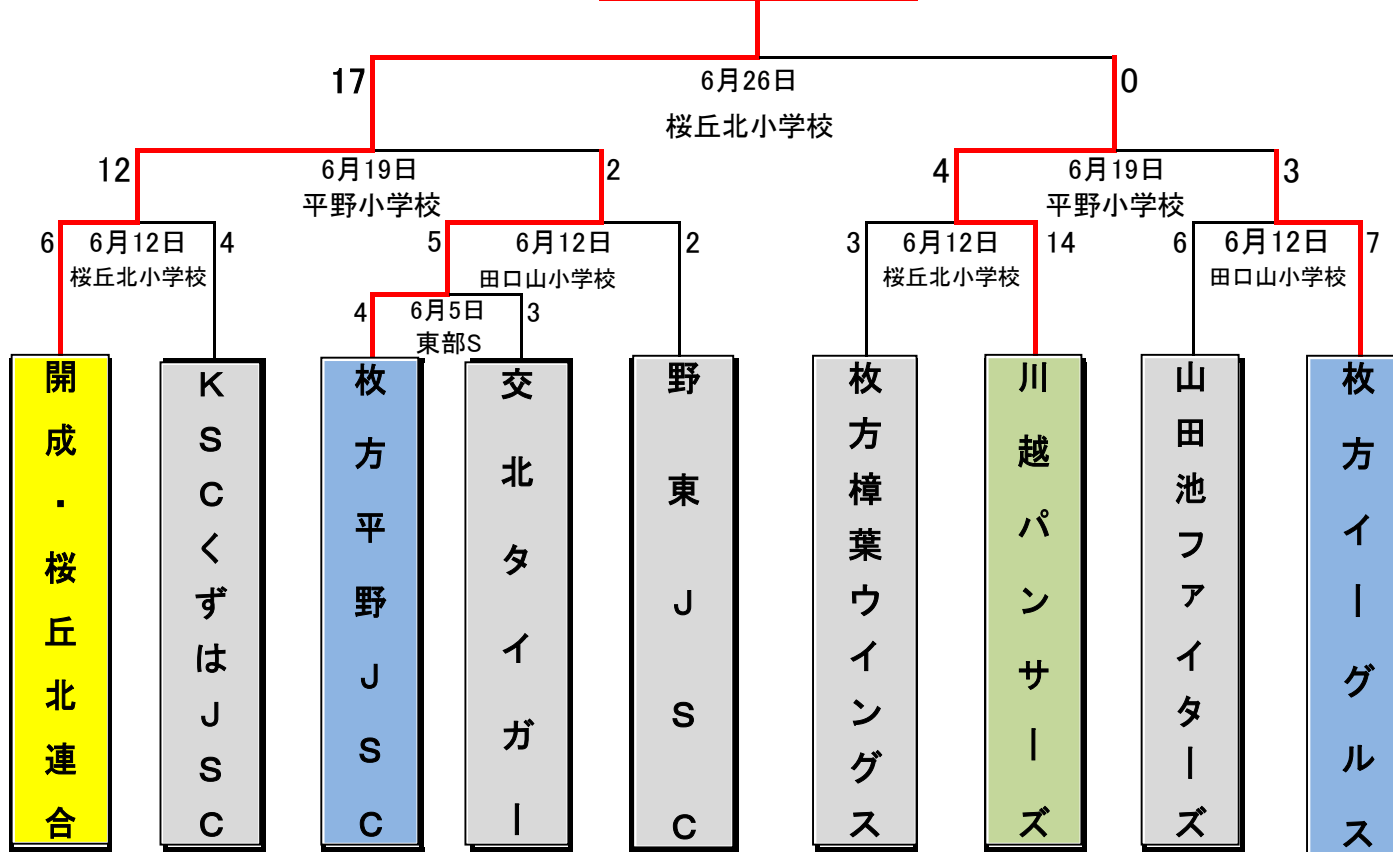 17
6月26日
0
桜丘北小学校
12
6月19日
2
平野小学校
4
6月19日
3
平野小学校
6
6月12日
4
桜丘北小学校
5
6月12日
2
田口山小学校
3
6月12日
14
桜丘北小学校
6
6月12日
7
田口山小学校
4
6月5日
3
東部S
開成・桜丘北連合
KSCくずはJSC
枚方平野JSC
交北タイガー
野東JSC
枚方樟葉ウイングス
川越パンサーズ
山田池ファイターズ
枚方イーグルス